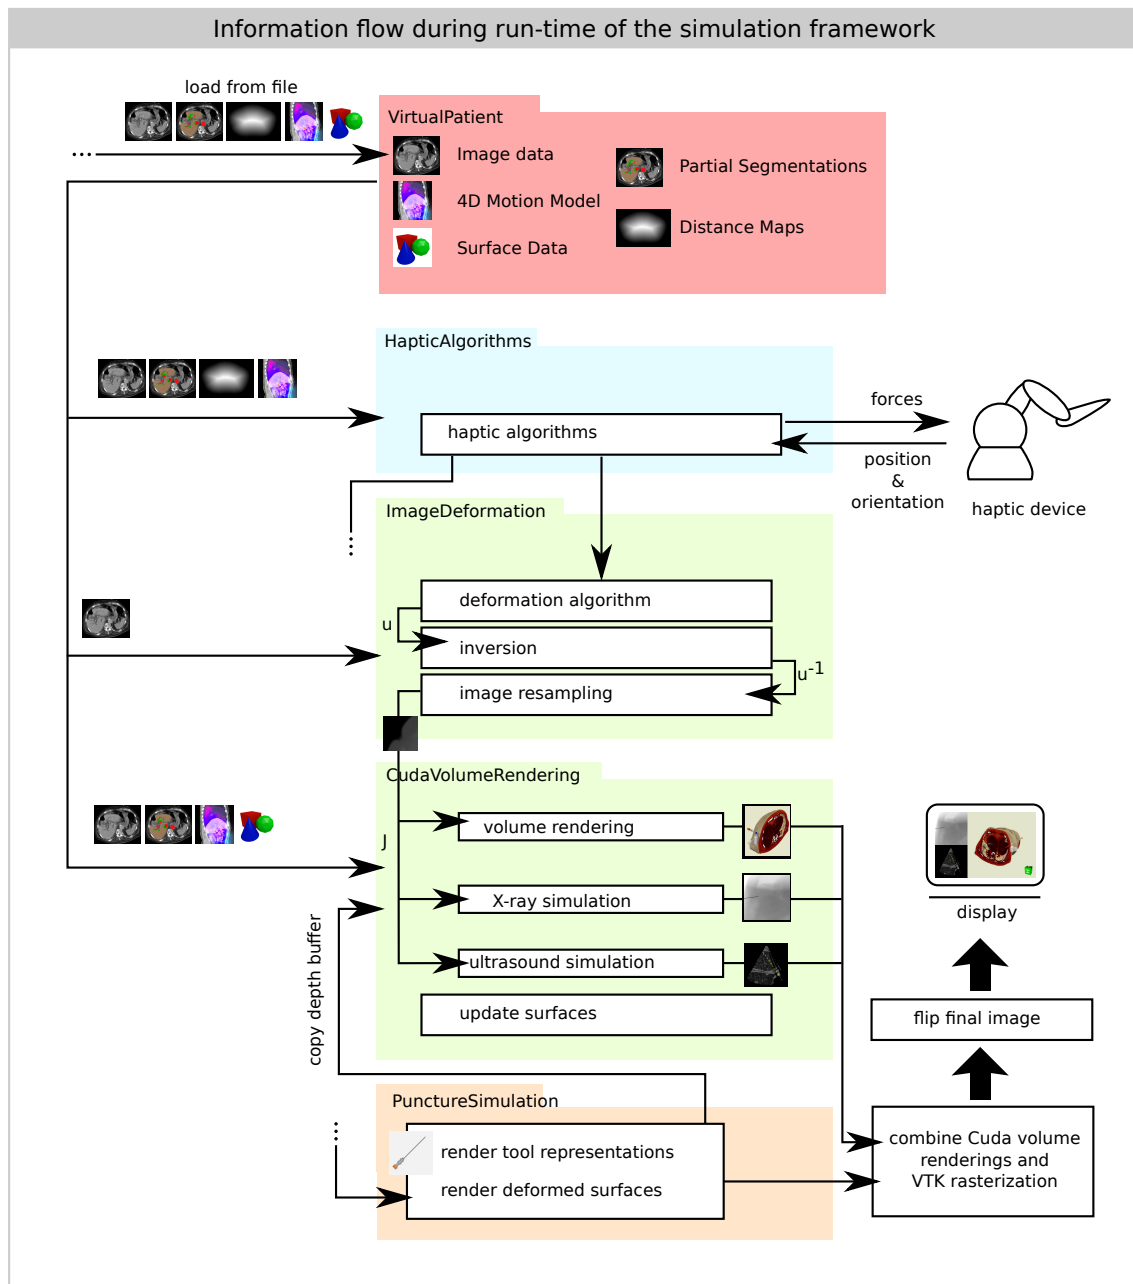 Information flow during run-time of the simulation framework
load from file
VirtualPatient
Image data
Partial Segmentations
4D Motion Model
Distance Maps
Surface Data
HapticAlgorithms
haptic algorithms
forces
position
&
orientation
haptic device
ImageDeformation
deformation algorithm
u
inversion
u-1
image resampling
CudaVolumeRendering
volume rendering
J
X-ray simulation
display
ultrasound simulation
copy depth buffer
update surfaces
flip final image
PunctureSimulation
render tool representations
render deformed surfaces
combine Cuda volume
renderings and
VTK rasterization